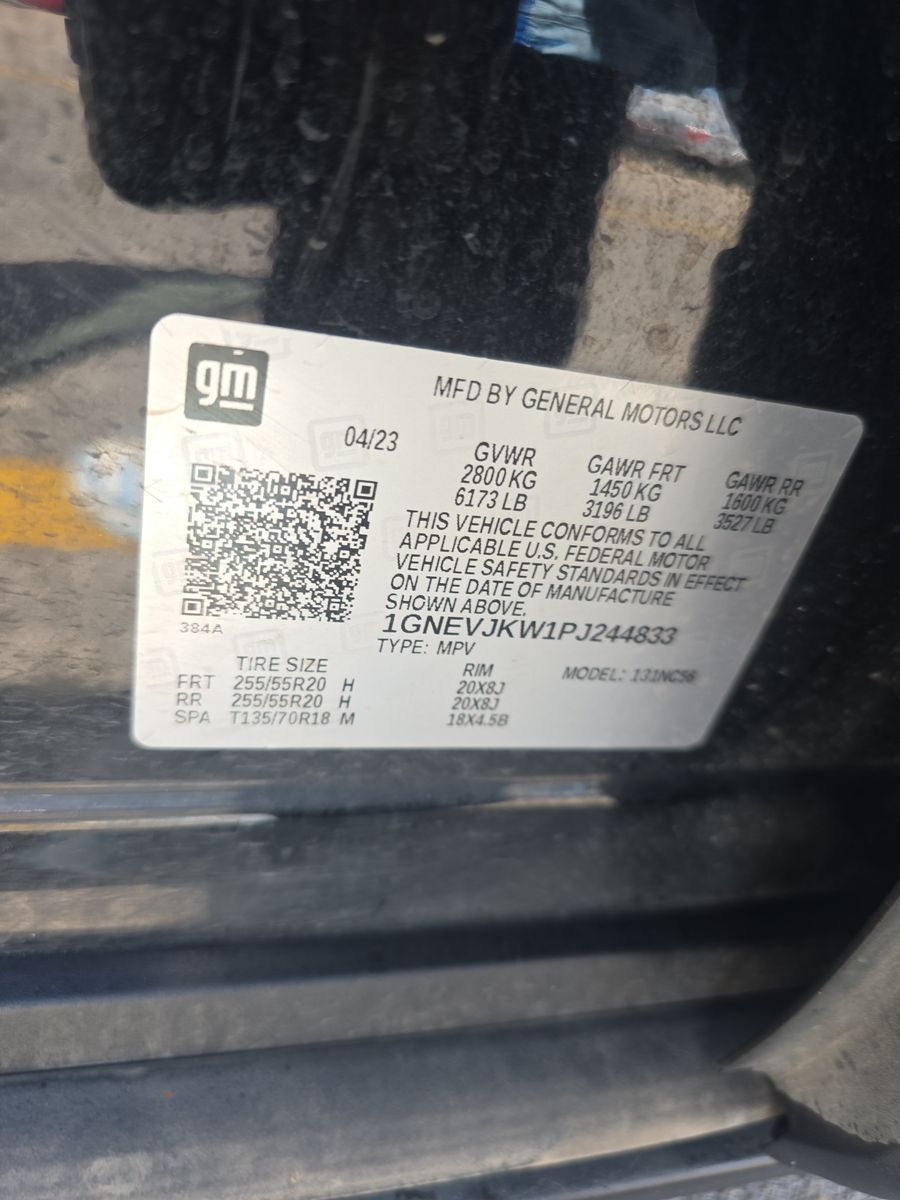 gm
MFD BY GENERAL MOTORS LLC
04/23
GVWR GAWR FRT GAWR RR
2800 KG 1450 KG 1600 KG
6173 LB 3196 LB 3527 LB
THIS VEHICLE CONFORMS TO ALL
APPLICABLE U.S. FEDERAL MOTOR
VEHICLE SAFETY STANDARDS IN EFFECT
ON THE DATE OF MANUFACTURE
SHOWN ABOVE.
384A
1GNEVJKW1PJ244833
TYPE: MPV
TIRE SIZE RIM MODEL: 131NC56
FRT 255/55R20 H 20X8J
RR 255/55R20 H 20X8J
SPA T135/70R18 M 18X4.5B